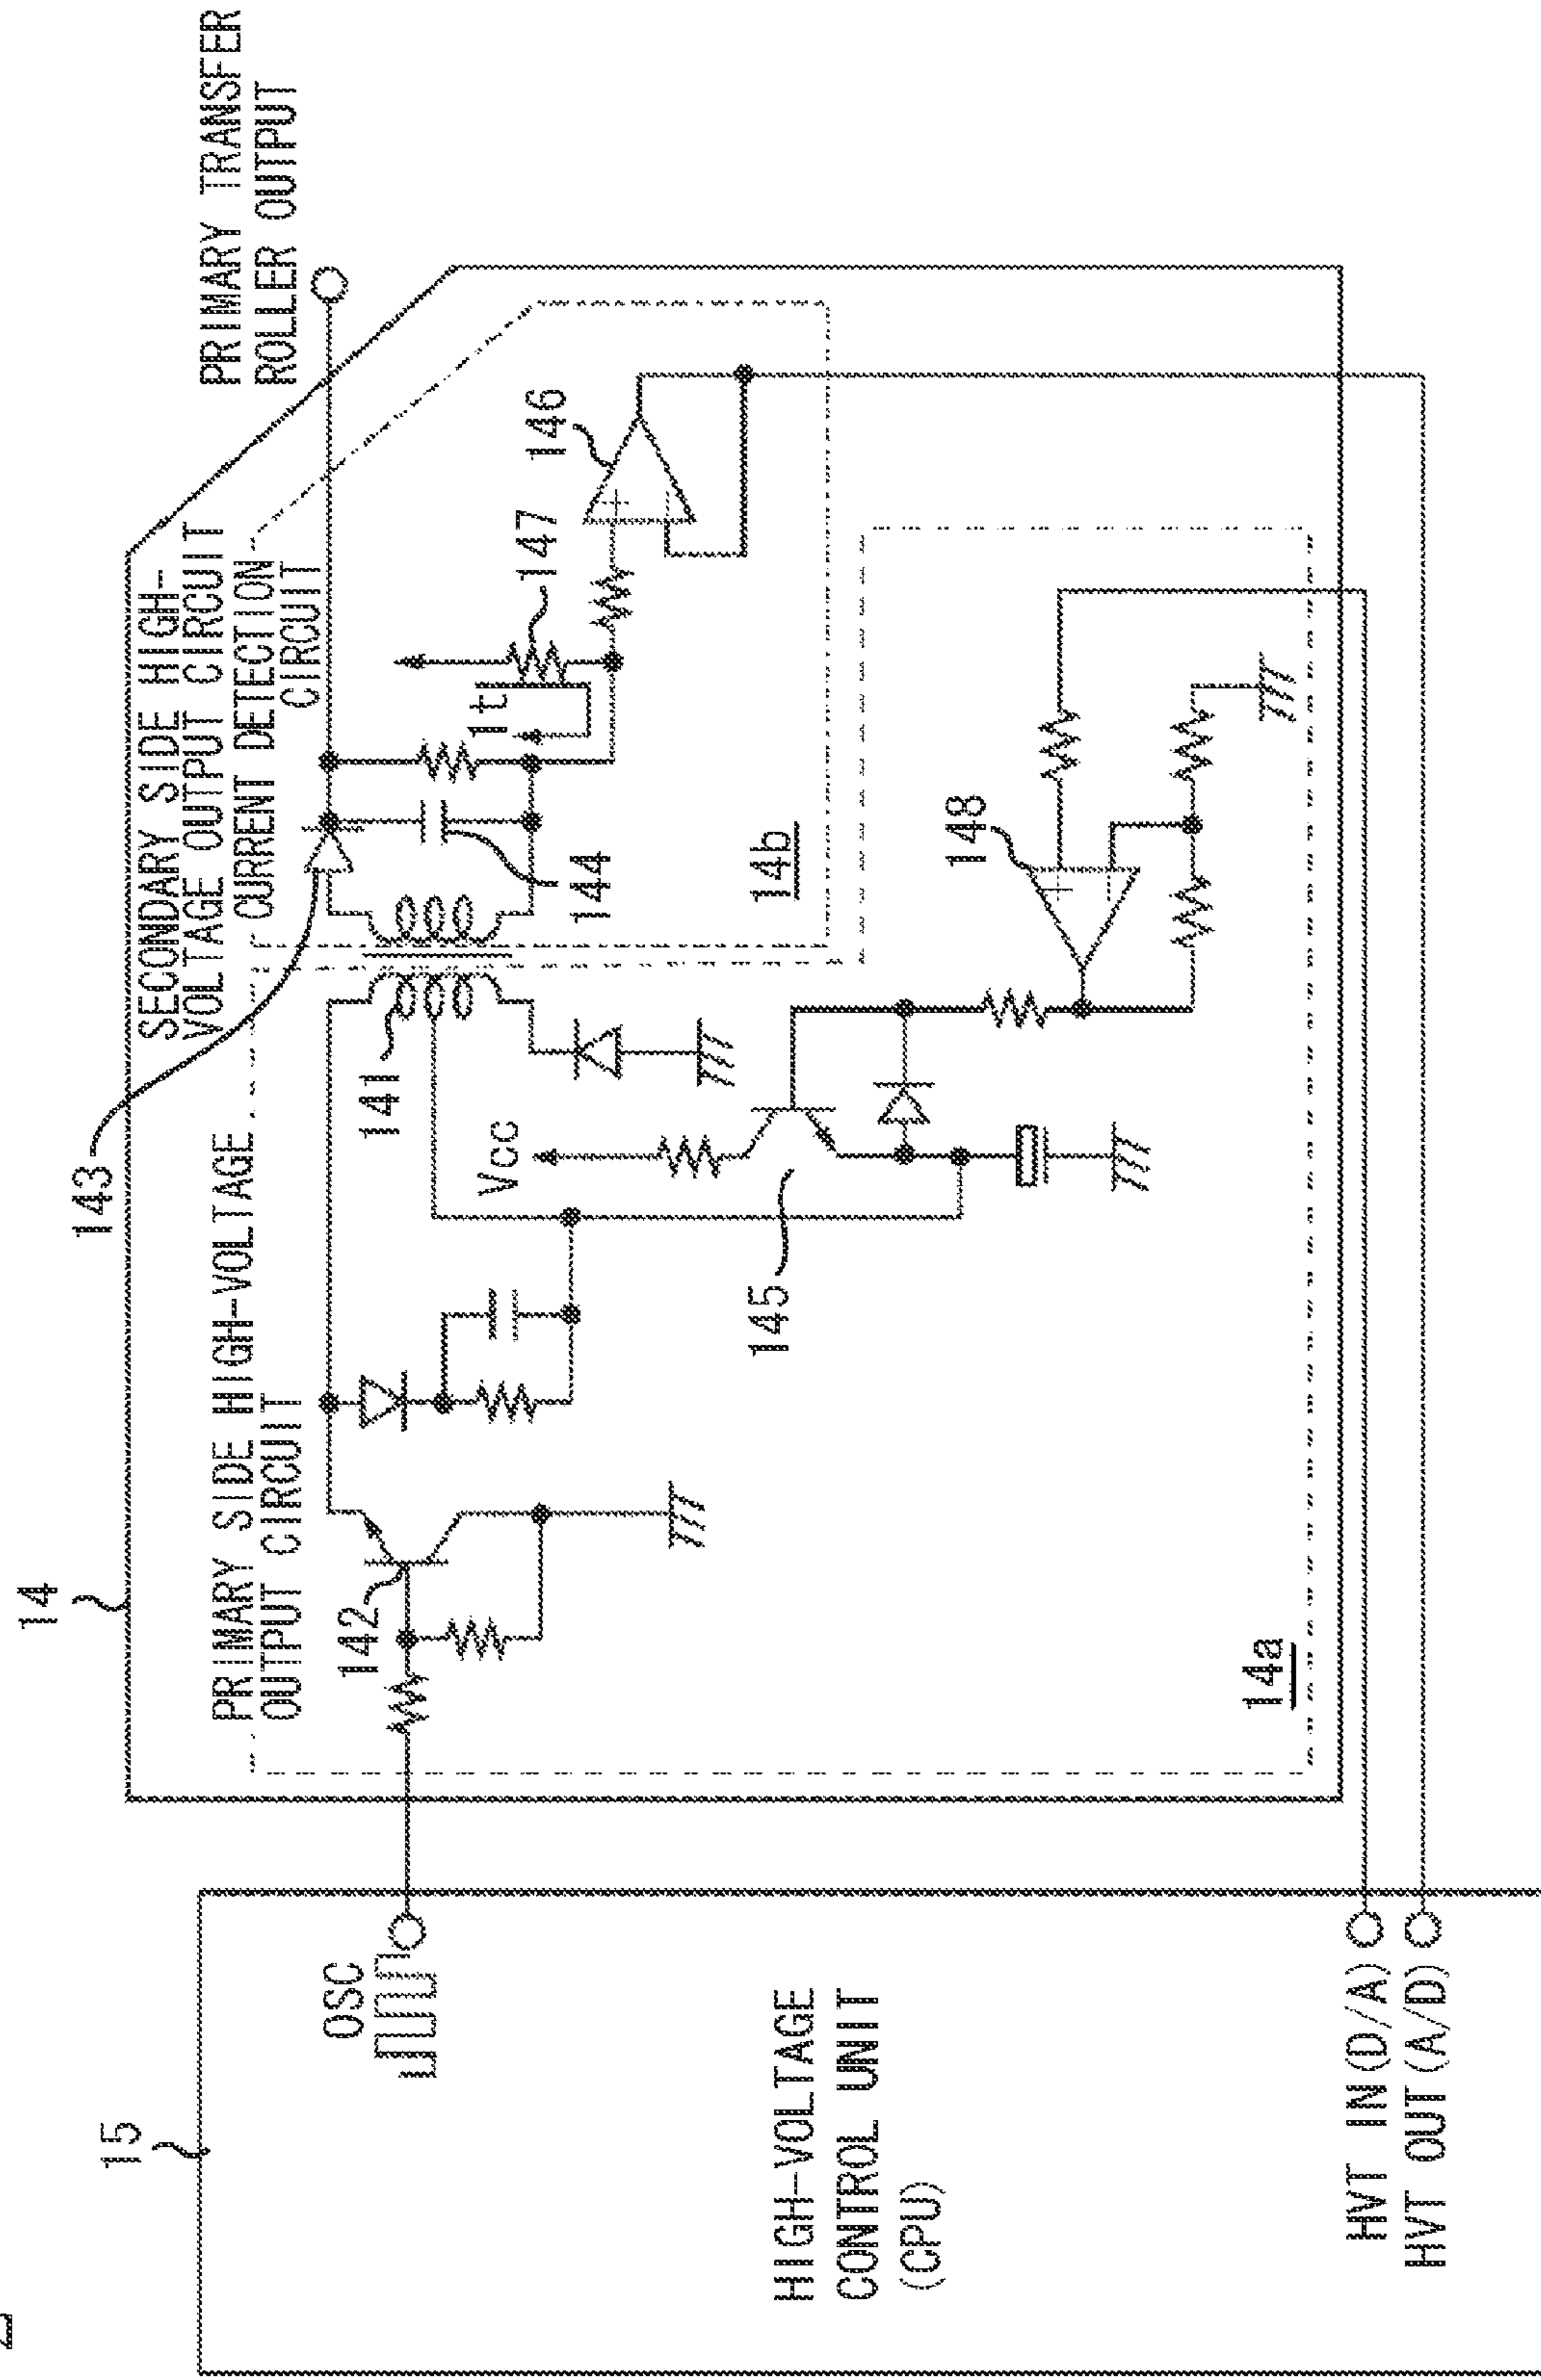 14
15
143
SECONDARY SIDE HIGH-
VOLTAGE OUTPUT CIRCUIT
CURRENT DETECTION
CIRCUIT
PRIMARY TRANSFER
ROLLER OUTPUT
PRIMARY SIDE HIGH-VOLTAGE
OUTPUT CIRCUIT
OSC
142
141
Vcc
144
It
147
146
+
−
14b
145
148
+
−
14a
HIGH-VOLTAGE
CONTROL UNIT
(CPU)
HVT IN(D/A)
HVT OUT(A/D)